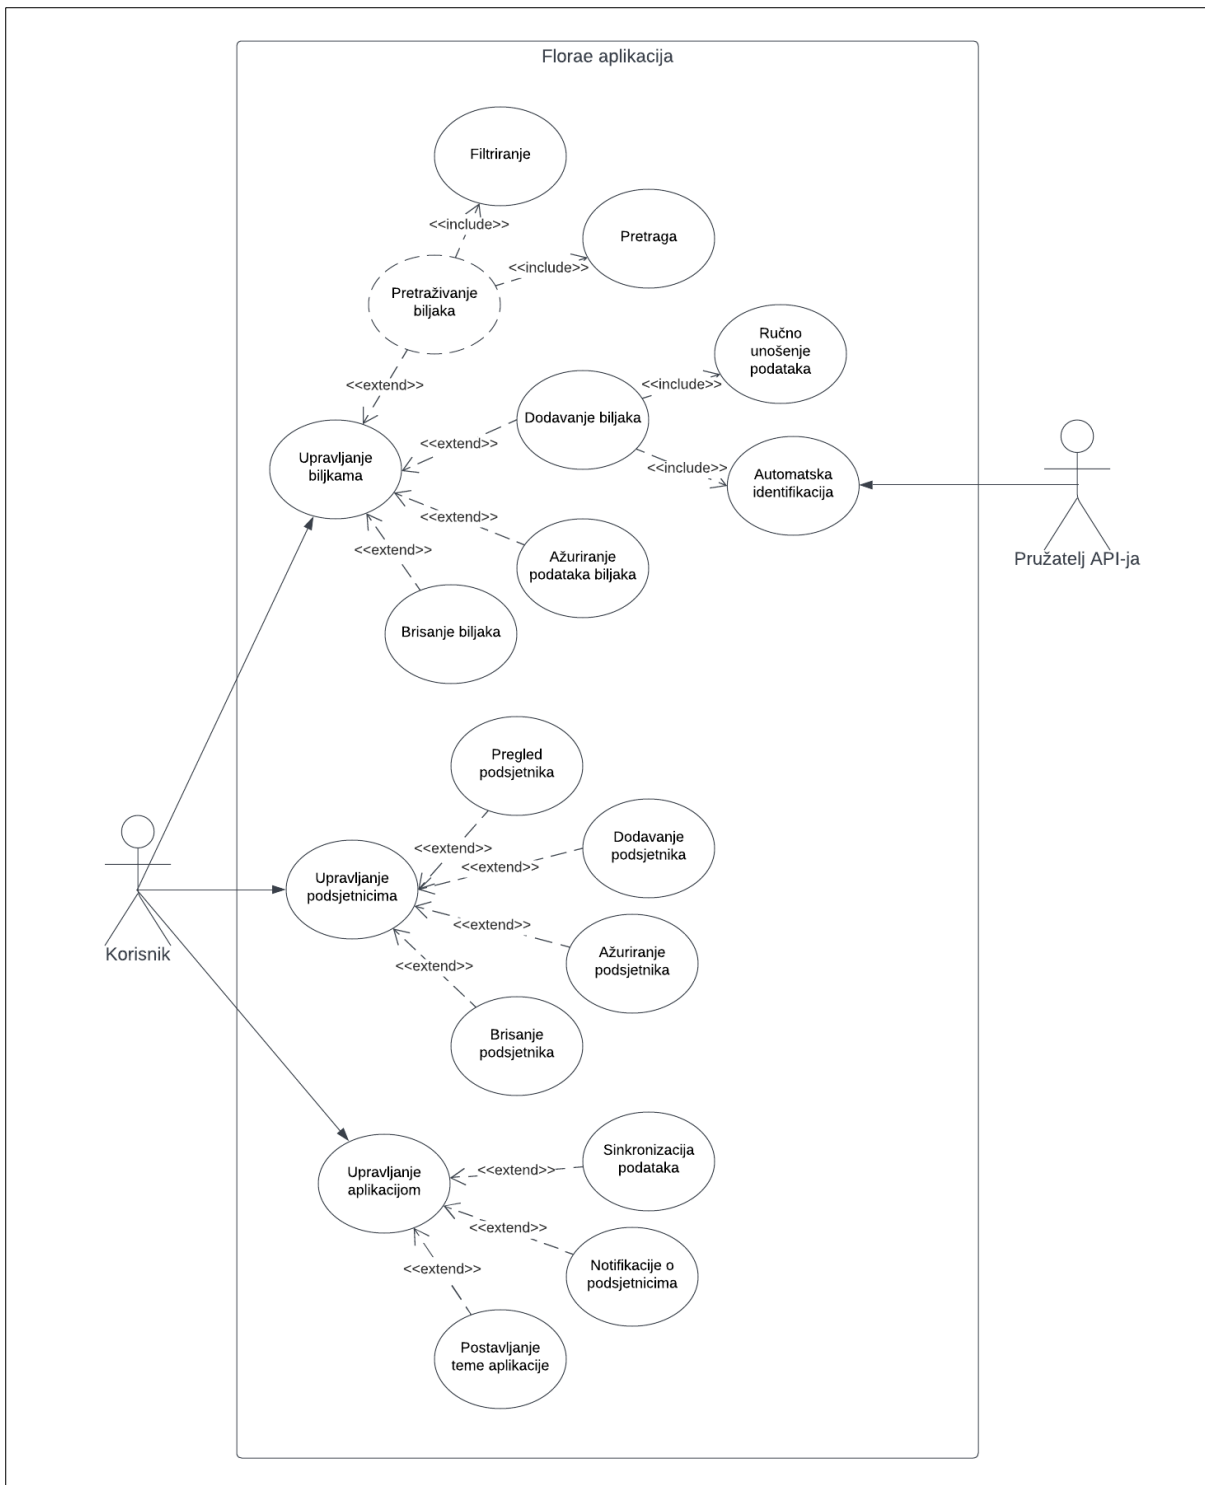 Florae aplikacija
Filtriranje
<<include>>
Pretraga
<<include>>
Pretraživanje
biljaka
Ručno
unošenje
podataka
<<extend>>
<<include>>
Dodavanje biljaka
<<extend>>
Upravljanje
biljkama
<<include>>
Automatska
identifikacija
<<extend>>
<<extend>>
Ažuriranje
podataka biljaka
Pružatelj API-ja
Brisanje biljaka
Pregled
podsjetnika
Dodavanje
podsjetnika
<<extend>>
<<extend>>
Upravljanje
podsjetnicima
<<extend>>
Ažuriranje
podsjetnika
Korisnik
<<extend>>
Brisanje
podsjetnika
Sinkronizacija
podataka
<<extend>>
Upravljanje
aplikacijom
<<extend>>
Notifikacije o
podsjetnicima
<<extend>>
Postavljanje
teme aplikacije